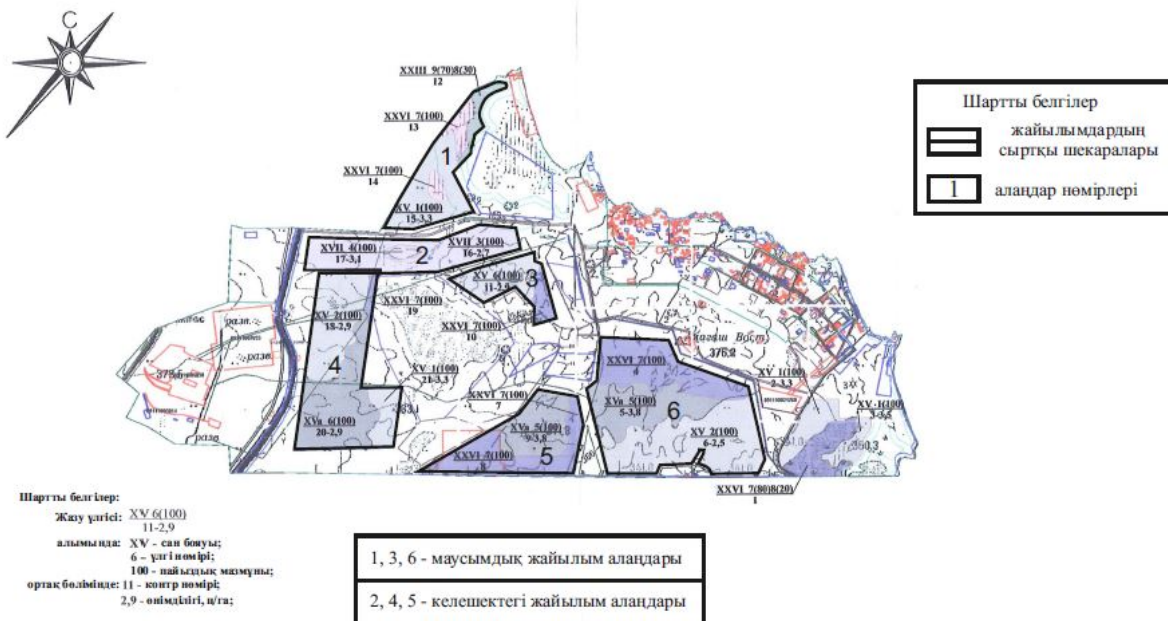 С
XXIII 9(70)8(30)
12
XXVI 7(100)
13
1
XXVI 7(100)
14
XV 1(100)
15-3,3
XVII 4(100)
17-3,1
2
XVII 3(100)
16-2,7
XV 6(100)
11-2,9
3
XXVI 7(100)
19
XXVI 7(100)
10
XV 2(100)
18-2,9
4
XV 1(100)
21-3,3
XXVI 7(100)
7
XVа 6(100)
20-2,9
XVа 5(100)
9-3,8
XXVI 7(100)
8
5
XXVI 7(100)
4
XVа 5(100)
5-3,8
6
XV 2(100)
6-2,5
376,2
XV 1(100)
2-3,3
XV 1(100)
3-3,5
XXVI 7(80)8(20)
1
Шартты белгілер
жайылымдардың
сыртқы шекаралары
1 алаңдар нөмірлері
Шартты белгілер:
Жазу үлгісі: XV 6(100)
11-2,9
алымында: XV - сан бояуы;
6 – үлгі нөмірі;
100 - пайыздық мазмұны;
ортақ бөлімінде: 11 - контр нөмірі;
2,9 - өнімділігі, ц/га;
1, 3, 6 - маусымдық жайылым алаңдары
2, 4, 5 - келешектегі жайылым алаңдары